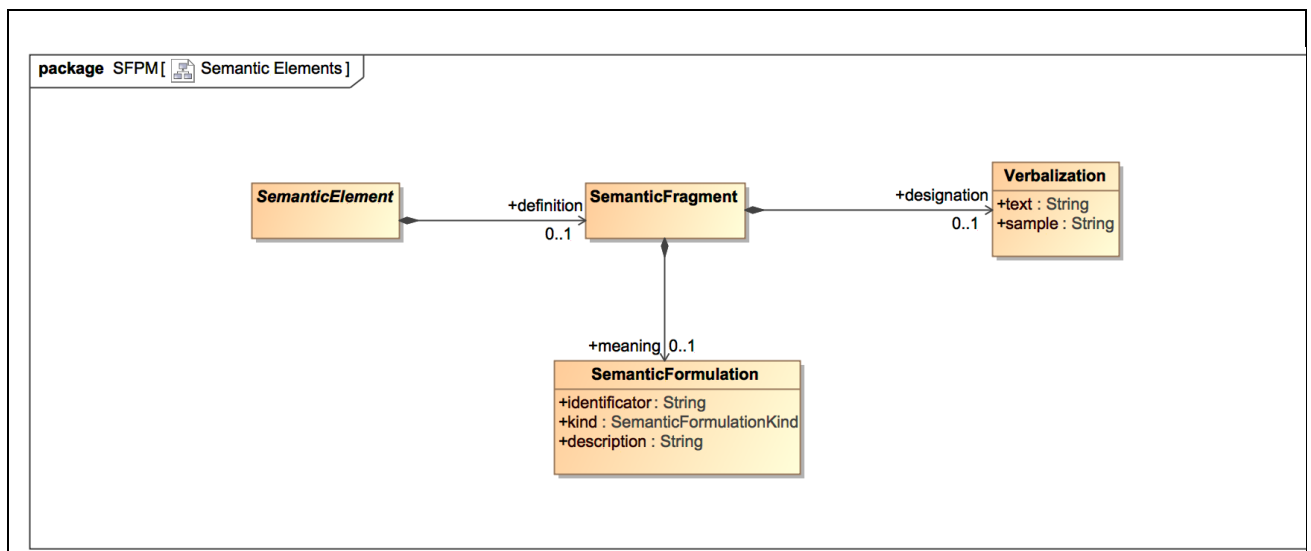 package SFPM[ Semantic Elements ]
Verbalization
+text : String
+sample : String
SemanticElement
+definition
0..1
SemanticFragment
+designation
0..1
+meaning 0..1
SemanticFormulation
+identificator : String
+kind : SemanticFormulationKind
+description : String